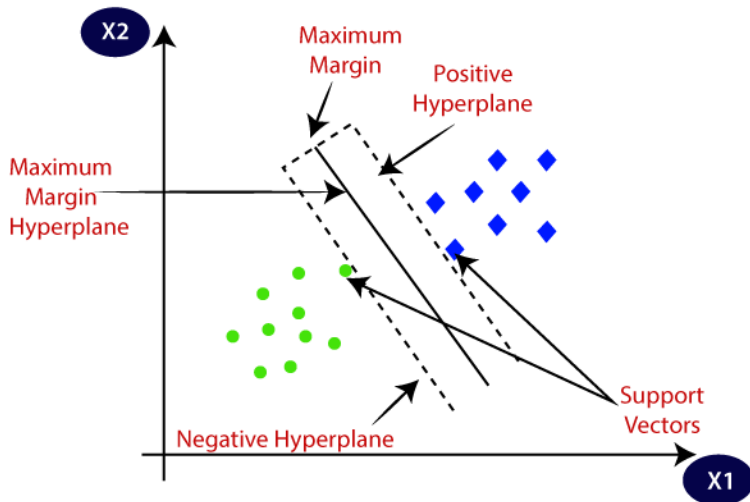 X2
Maximum
Margin
Positive
Hyperplane
Maximum
Margin
Hyperplane
Support
Vectors
Negative Hyperplane
X1